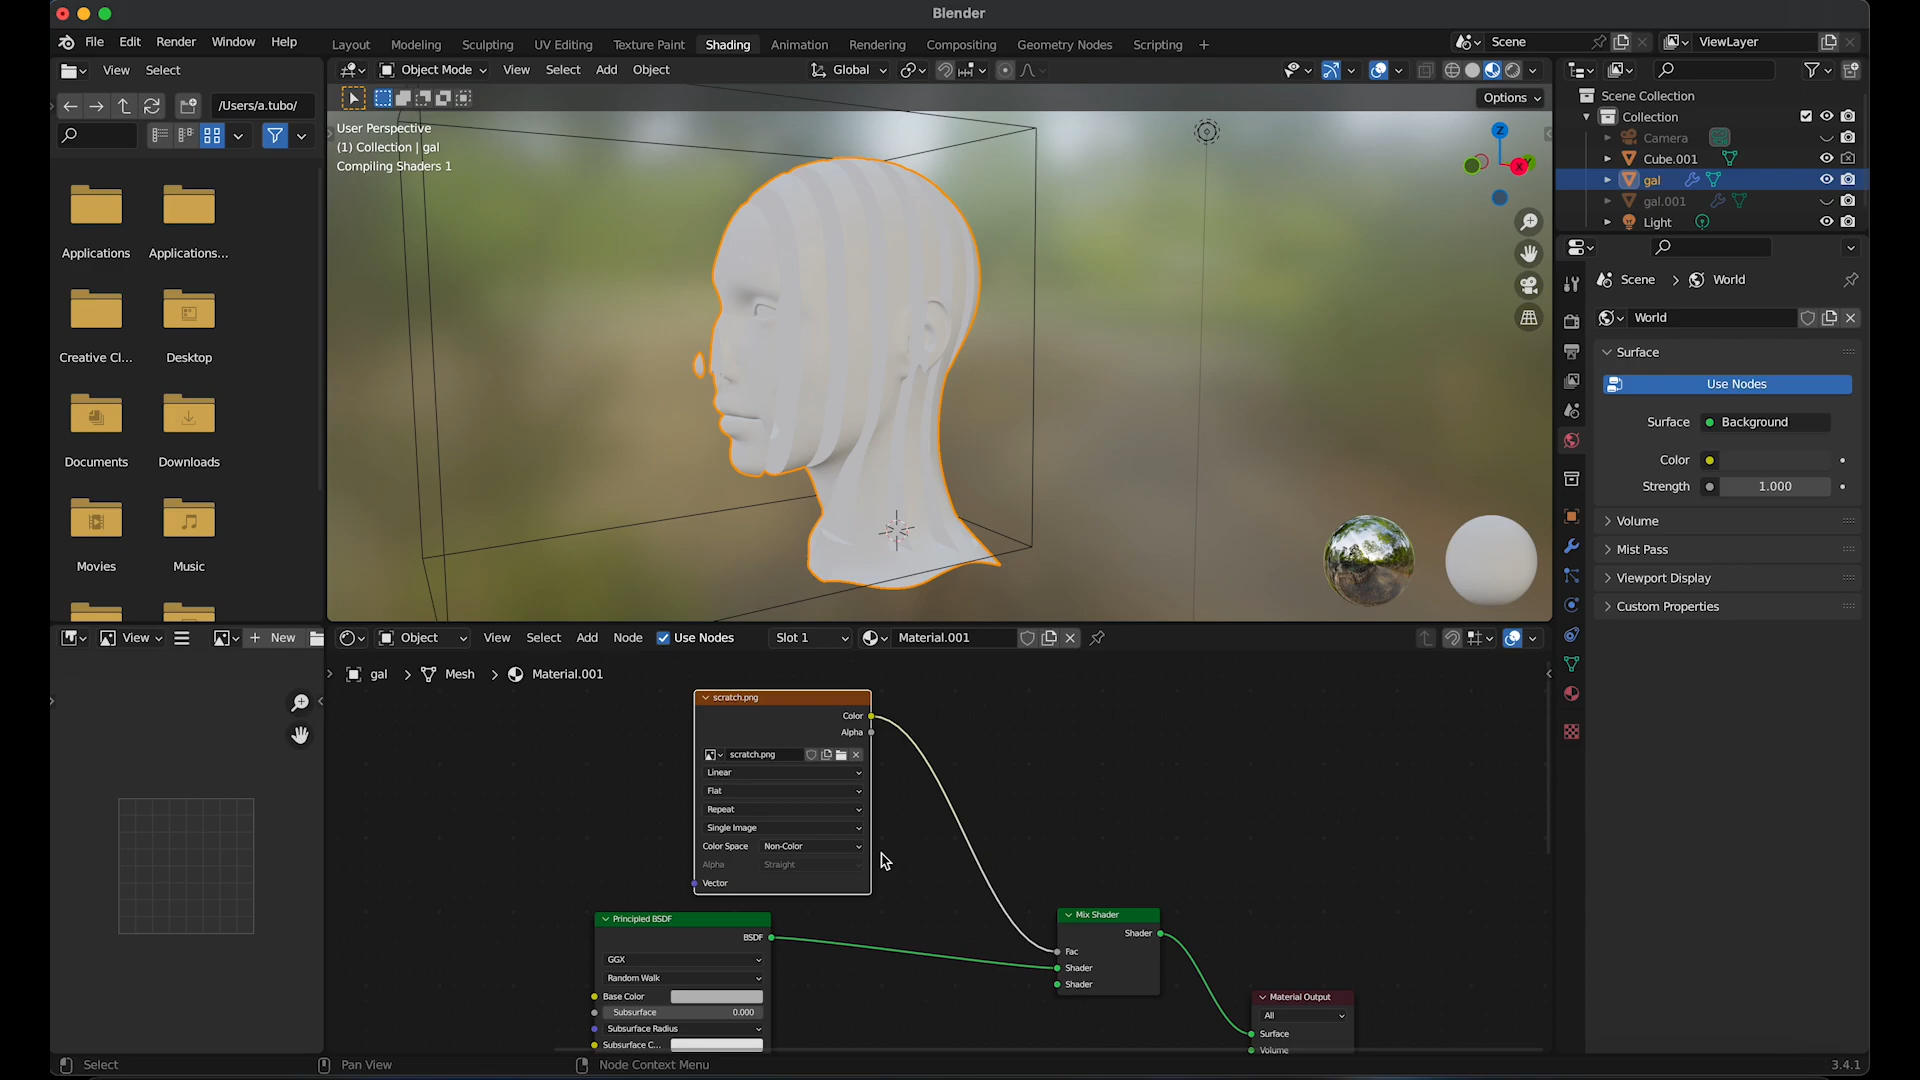 Blender
File Edit Render Window Help
Layout Modeling Sculpting UV Editing Texture Paint Shading Animation Rendering Compositing Geometry Nodes Scripting +
Scene
ViewLayer
View Select
/Users/a.tubo/
Applications
Applications...
Creative Cl...
Desktop
Documents
Downloads
Movies
Music
Object Mode View Select Add Object
Global
Options
User Perspective
(1) Collection | gal
Compiling Shaders 1
Z
X
Scene Collection
Collection
Camera
Cube.001
gal
gal.001
Light
Scene > World
World
Surface
Use Nodes
Surface Background
Color
Strength 1.000
Volume
Mist Pass
Viewport Display
Custom Properties
View
+ New
Object View Select Add Node Use Nodes Slot 1 Material.001
gal > Mesh > Material.001
scratch.png
Color
Alpha
scratch.png
Linear
Flat
Repeat
Single Image
Color Space Non-Color
Alpha Straight
Vector
Principled BSDF
BSDF
GGX
Random Walk
Base Color
Subsurface 0.000
Subsurface Radius
Subsurface C...
Mix Shader
Shader
Fac
Shader
Shader
Material Output
All
Surface
Volume
Select
Pan View
Node Context Menu
3.4.1